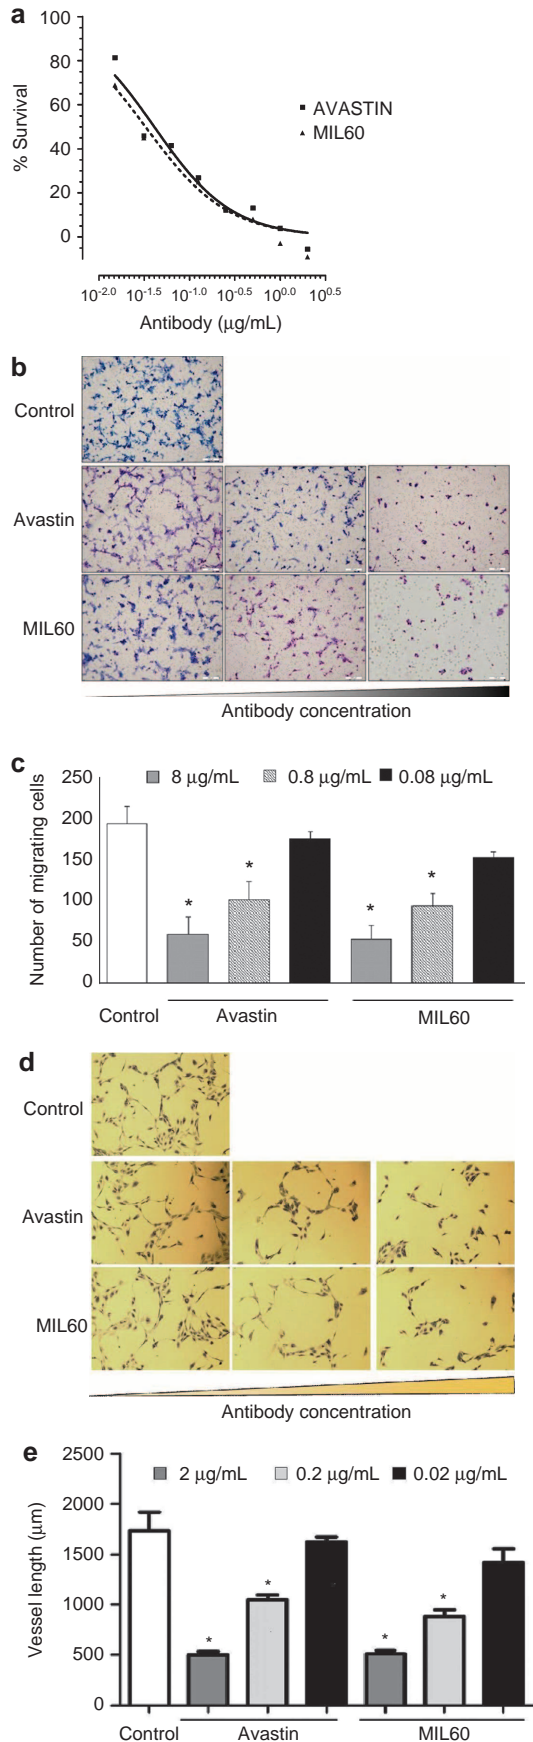 a
100
80
60
40
20
0
% Survival
AVASTIN
MIL60
10-2.0 10-1.5 10-1.0 10-0.5 100.0 100.5
Antibody (μg/mL)
b
Control
Avastin
MIL60
Antibody concentration
c
8 μg/mL 0.8 μg/mL 0.08 μg/mL
250
200
150
100
50
0
Number of migrating cells
* * * *
Control Avastin MIL60
d
Control
Avastin
MIL60
Antibody concentration
e
2 μg/mL 0.2 μg/mL 0.02 μg/mL
2500
2000
1500
1000
500
0
Vessel length (μm)
* * * *
Control Avastin MIL60